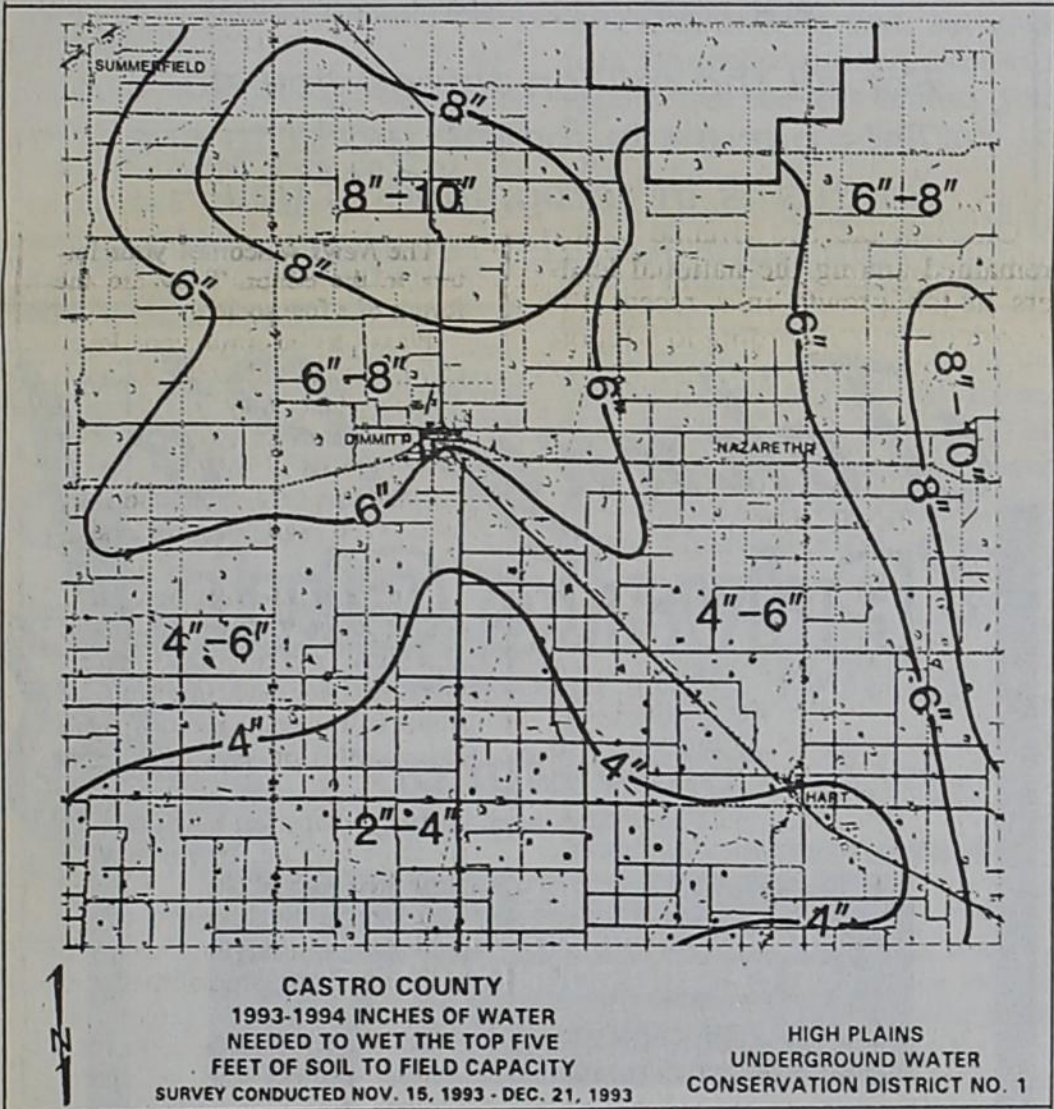 SUMMERFIELD
8"
8"-10"
6"-8"
8"
6"
6"
8"-10"
6"-8"
6"
DIMMITT
NAZARETH
8"
6"
4"-6"
4"-6"
6"
4"
4"
HART
2"-4"
4"
N
CASTRO COUNTY
1993-1994 INCHES OF WATER
NEEDED TO WET THE TOP FIVE
FEET OF SOIL TO FIELD CAPACITY
SURVEY CONDUCTED NOV. 15, 1993 - DEC. 21, 1993
HIGH PLAINS
UNDERGROUND WATER
CONSERVATION DISTRICT NO. 1